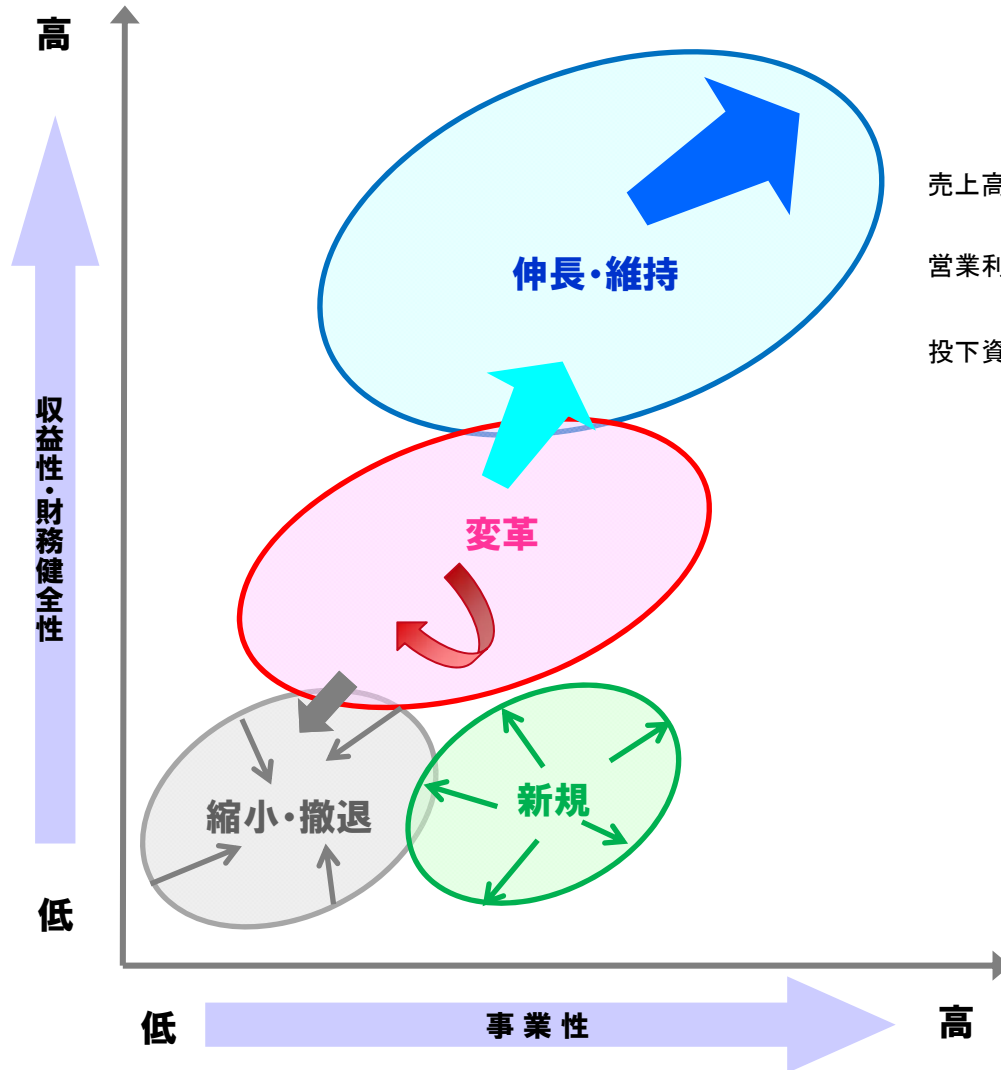 高
売上高
伸長・維持
営業利
投下資
収益性・財務健全性
変革
縮小・撤退
新規
低
低
事業性
高